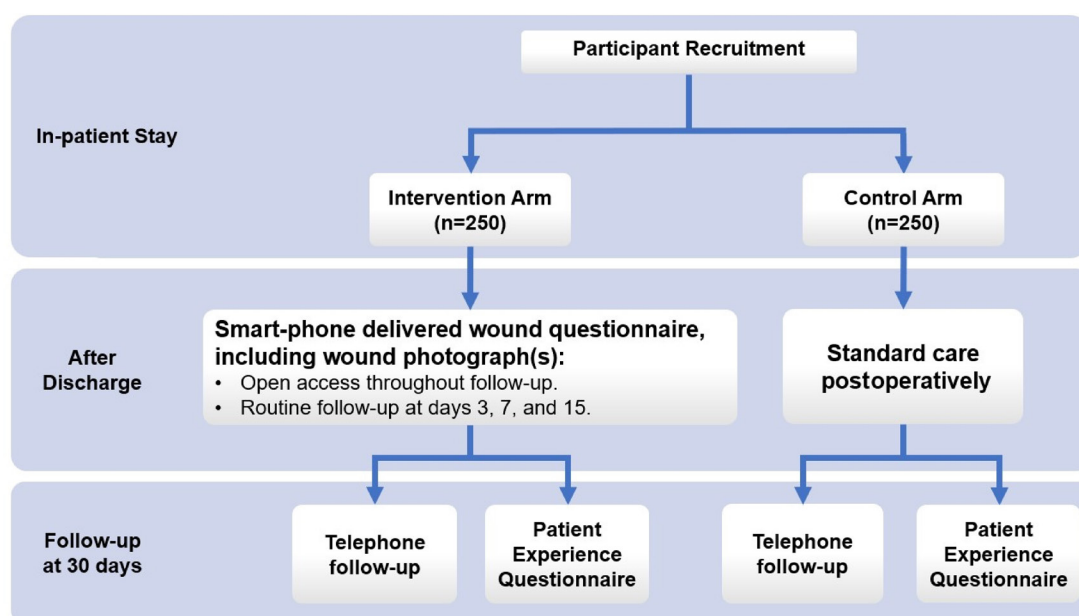 Participant Recruitment
In-patient Stay
Intervention Arm
(n=250)
Control Arm
(n=250)
After
Discharge
Smart-phone delivered wound questionnaire,
including wound photograph(s):
• Open access throughout follow-up.
• Routine follow-up at days 3, 7, and 15.
Standard care
postoperatively
Follow-up
at 30 days
Telephone
follow-up
Patient
Experience
Questionnaire
Telephone
follow-up
Patient
Experience
Questionnaire